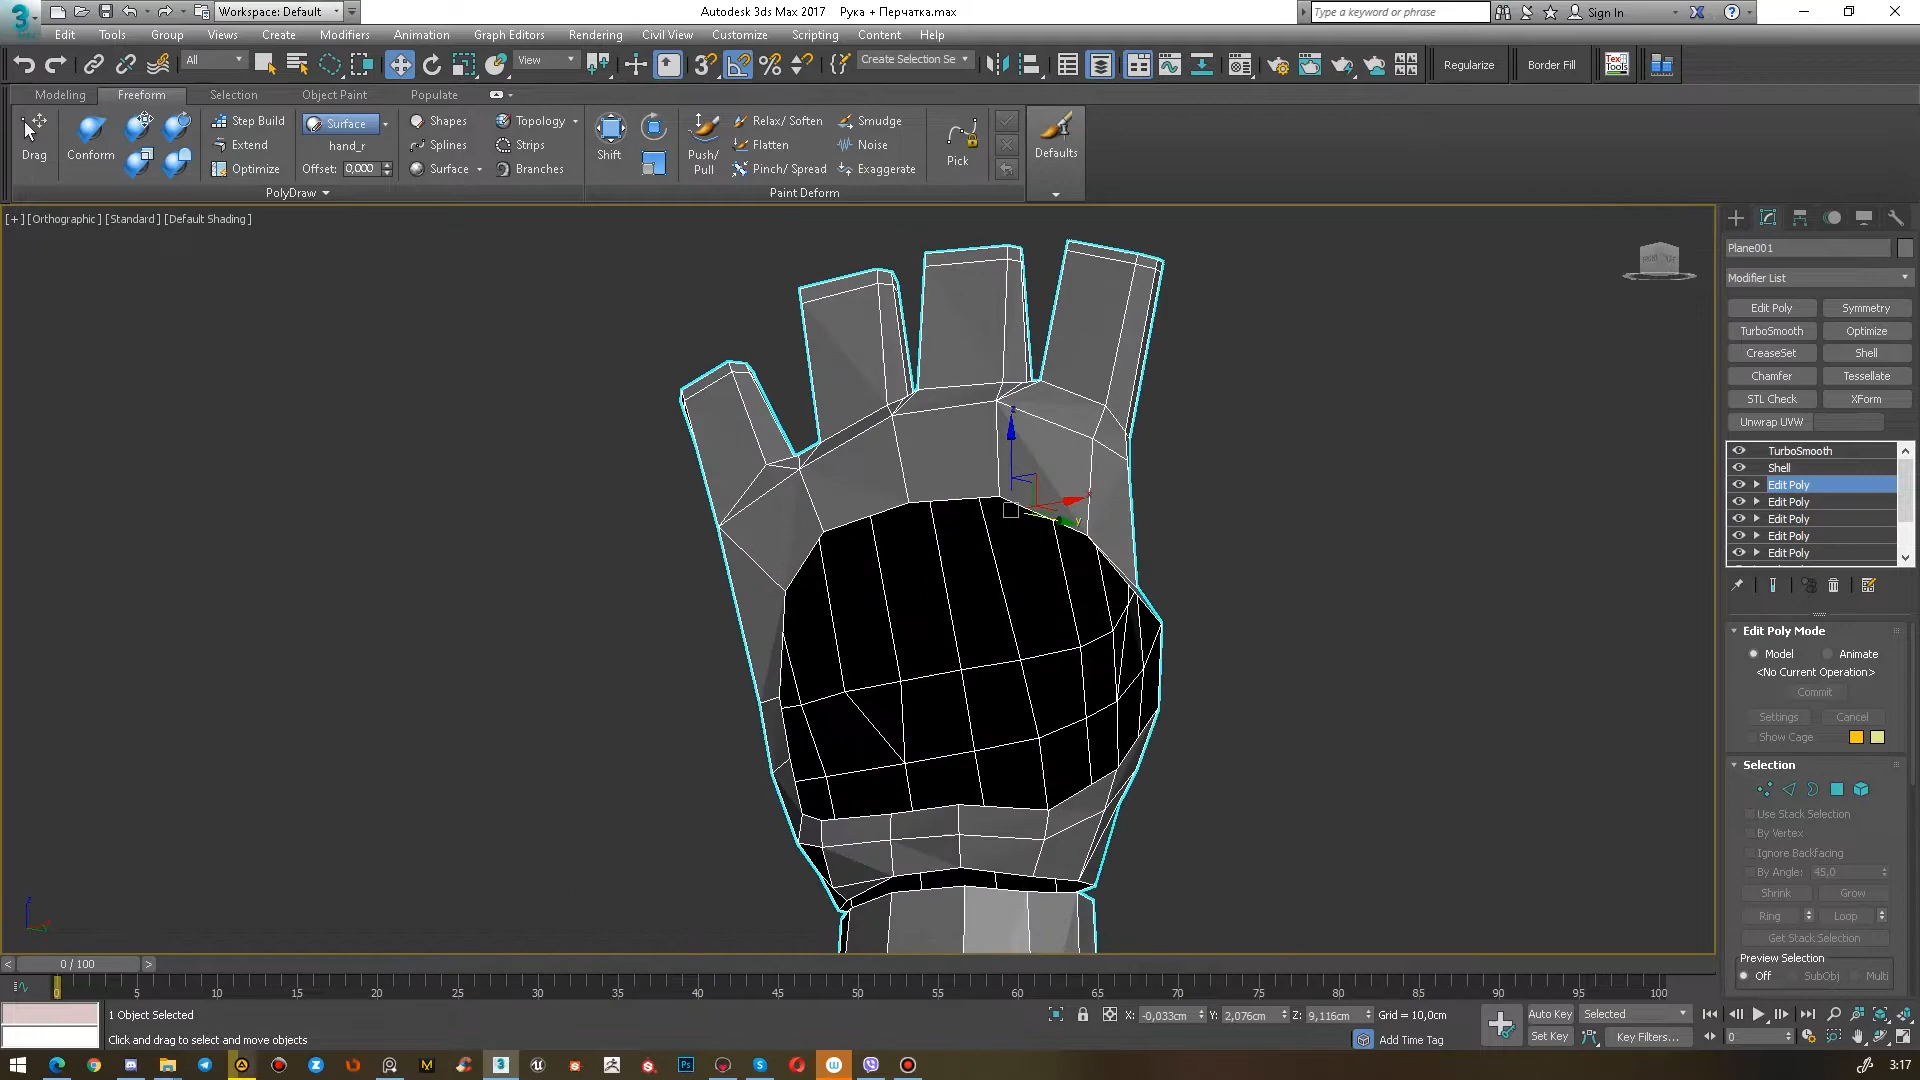 Workspace: Default
Autodesk 3ds Max 2017    Рука + Перчатка.max
Type a keyword or phrase
Sign In
Edit Tools Group Views Create Modifiers Animation Graph Editors Rendering Civil View Customize Scripting Content Help
All View Create Selection Se Regularize Border Fill
Modeling Freeform Selection Object Paint Populate
Step Build Surface Shapes Topology Relax/ Soften Smudge
Extend hand_r Splines Strips Flatten Noise
Drag Conform Shift Push/ Pull Pick Defaults
Optimize Offset: 0,000 Surface Branches Pinch/ Spread Exaggerate
PolyDraw Paint Deform
[+] [Orthographic ] [Standard ] [Default Shading ]
Plane001
Modifier List
Edit Poly Symmetry
TurboSmooth Optimize
CreaseSet Shell
Chamfer Tessellate
STL Check XForm
Unwrap UVW
TurboSmooth
Shell
Edit Poly
Edit Poly
Edit Poly
Edit Poly
Edit Poly
Edit Poly Mode
Model Animate
<No Current Operation>
Commit
Settings Cancel
Show Cage
Selection
Use Stack Selection
By Vertex
Ignore Backfacing
By Angle: 45,0
Shrink Grow
Ring Loop
Get Stack Selection
Preview Selection
Off SubObj Multi
z x y
< 0 / 100 >
0 5 10 15 20 25 30 35 40 45 50 55 60 65 70 75 80 85 90 95 100
1 Object Selected X: -0,033cm Y: 2,076cm Z: 9,116cm Grid = 10,0cm Auto Key Selected
Click and drag to select and move objects Add Time Tag Set Key Key Filters... 0
3:17